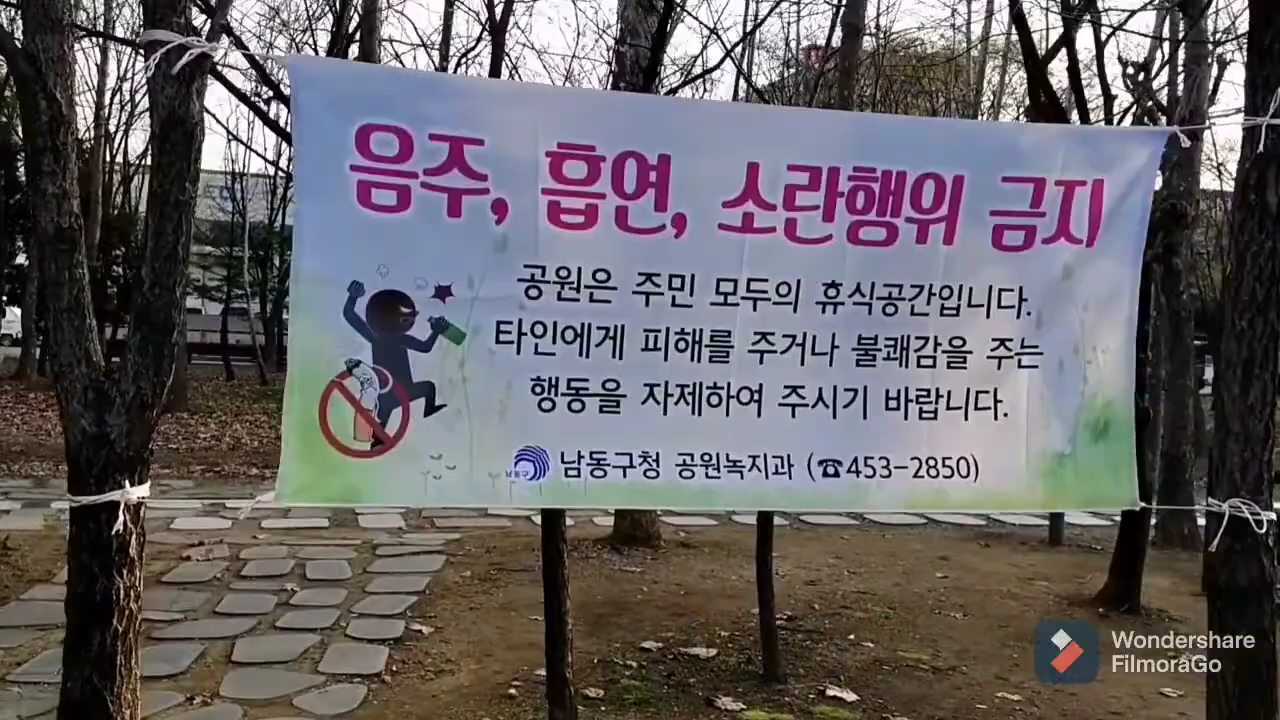 음주, 흡연, 소란행위 금지
공원은 주민 모두의 휴식공간입니다.
타인에게 피해를 주거나 불쾌감을 주는
행동을 자제하여 주시기 바랍니다.
남동구 남동구청 공원녹지과 (☎453-2850)
Wondershare
FilmoraGo